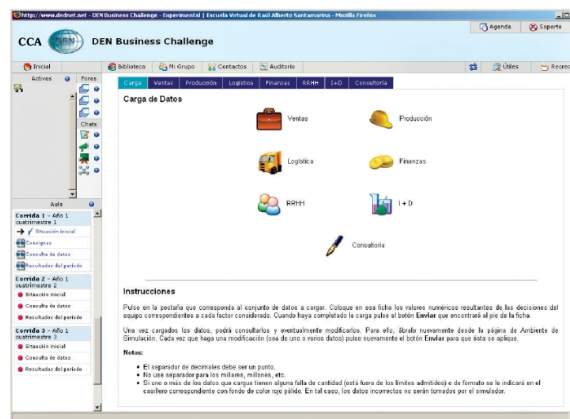 http://www.dednet.net - DEN Business Challenge - Experimental | Escuela Virtual de Raúl Alberto Santamarina - Mozilla Firefox
Agenda
Soporte
CCA
DEN
DEN Business Challenge
Inicial
Biblioteca
Mi Grupo
Contactos
Auditorio
Útiles
Recreo
Activos
Foros
Chats
Aula
Corrida 1 - Año 1
cuatrimestre 1
Situación inicial
Consignas
Consulta de datos
Resultados del período
Corrida 2 - Año 1
cuatrimestre 2
Situación inicial
Consulta de datos
Resultados del período
Corrida 3 - Año 1
cuatrimestre 3
Situación inicial
Consulta de datos
Resultados del período
Carga Ventas Producción Logística Finanzas RRHH I+D Consultoría
Carga de Datos
Ventas
Producción
Logística
Finanzas
RRHH
I + D
Consultoría
Instrucciones
Pulse en la pestaña que corresponda al conjunto de datos a cargar. Coloque en esa ficha los valores numéricos resultantes de las decisiones del
equipo correspondientes a cada factor considerado. Cuando haya completado la carga pulse el botón Enviar que encontrará al pie de la ficha.
Una vez cargados los datos, podrá consultarlos y eventualmente modificarlos. Para ello, ábralo nuevamente desde la página de Ambiente de
Simulación. Cada vez que haga una modificación (sea de uno o varios datos) pulse nuevamente el botón Enviar para que ésta se aplique.
Notas:
El separador de decimales debe ser un punto.
No use separador para los millares, millones, etc.
Si uno o más de los datos que cargue tienen alguna falla de cantidad (está fuera de los límites admitidos) o de formato se le indicará en el
casillero correspondiente con fondo de color rojo pálido. En tal caso, los datos incorrectos no serán tomados por el simulador.